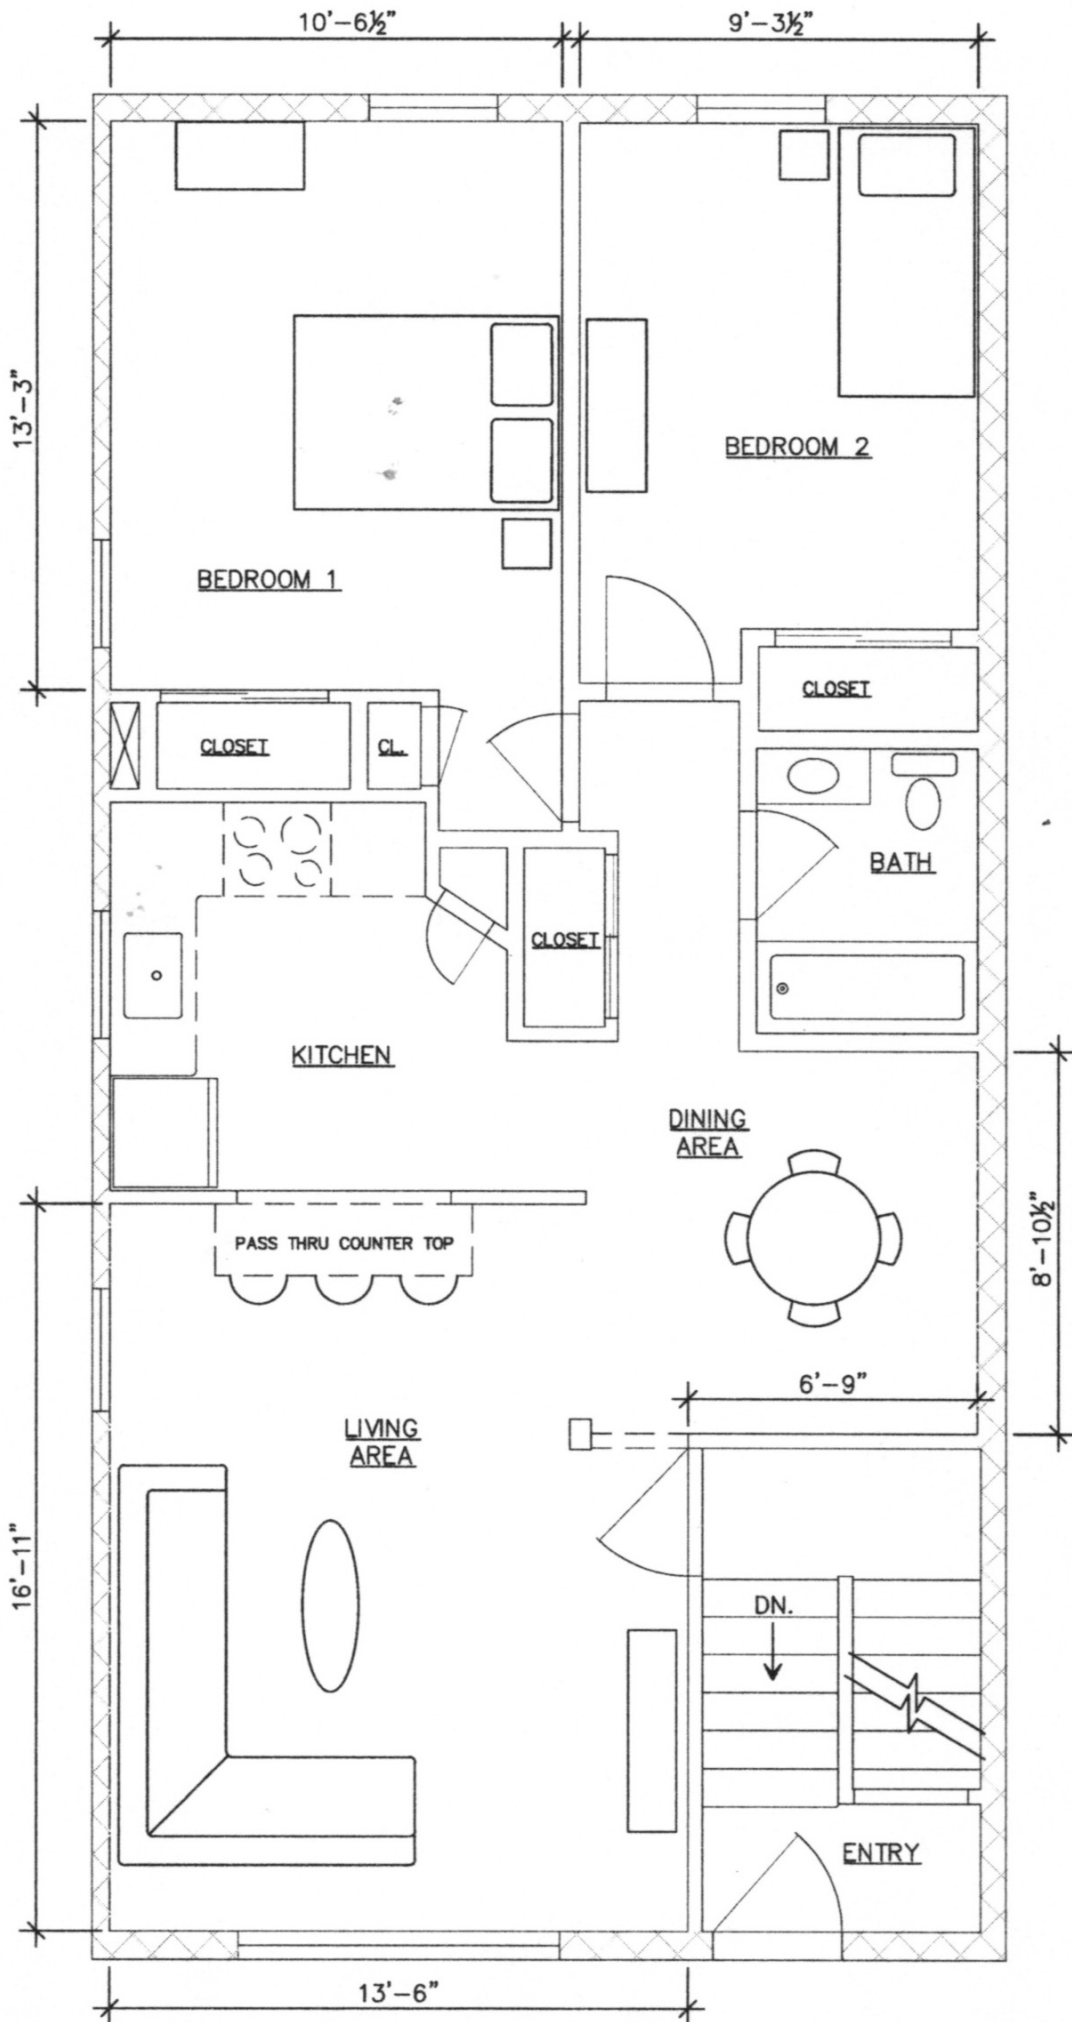 10'-6½"
9'-3½"
13'-3"
BEDROOM 2
BEDROOM 1
CLOSET
CLOSET
CL.
BATH
CLOSET
KITCHEN
DINING
AREA
PASS THRU COUNTER TOP
8'-10½"
6'-9"
LIVING
AREA
16'-11"
DN.
ENTRY
13'-6"